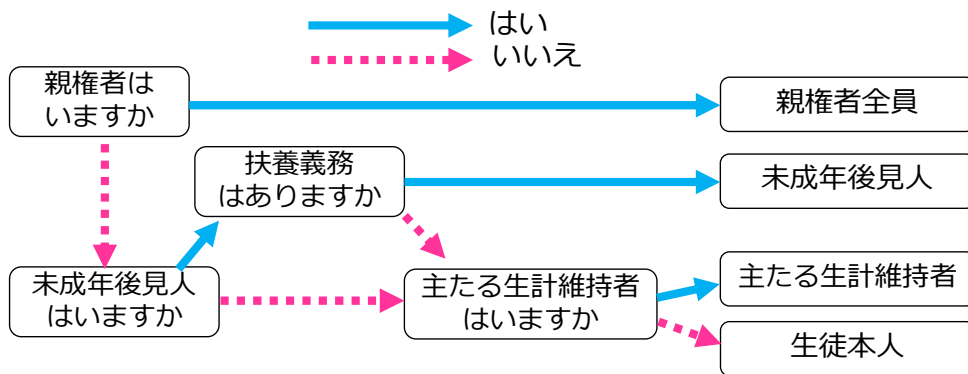 はい
いいえ
親権者は
いますか
親権者全員
扶養義務
はありますか
未成年後見人
未成年後見人
はいますか
主たる生計維持者
はいますか
主たる生計維持者
生徒本人